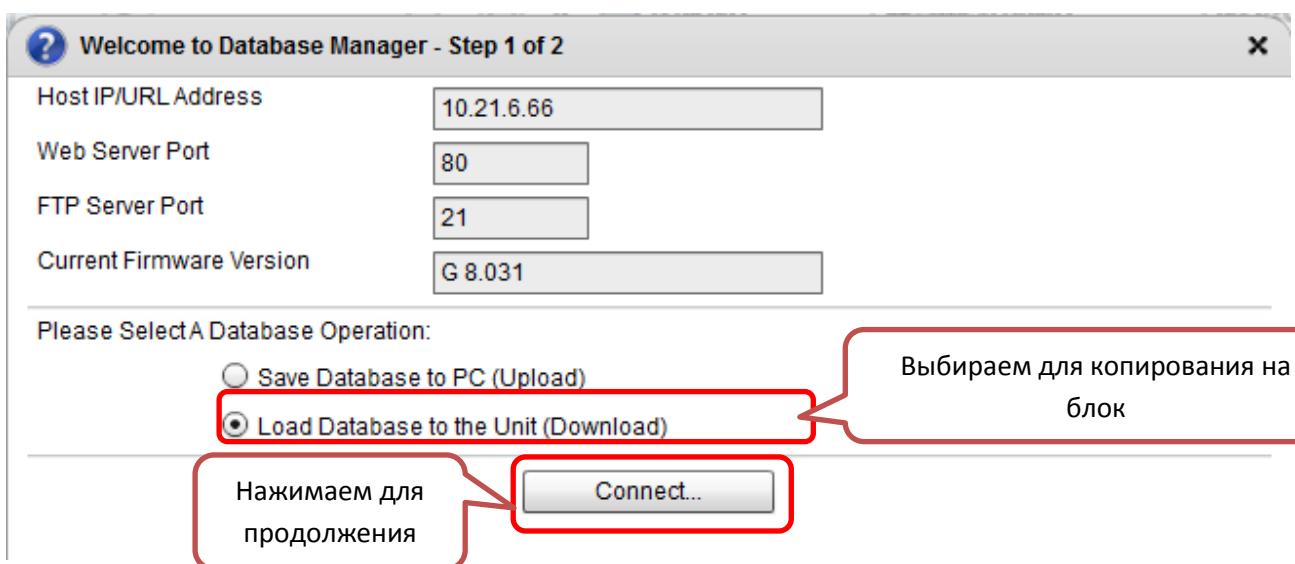 Welcome to Database Manager - Step 1 of 2
Host IP/URL Address
10.21.6.66
Web Server Port
80
FTP Server Port
21
Current Firmware Version
G 8.031
Please Select A Database Operation:
Save Database to PC (Upload)
Load Database to the Unit (Download)
Выбираем для копирования на
блок
Connect...
Нажимаем для
продолжения